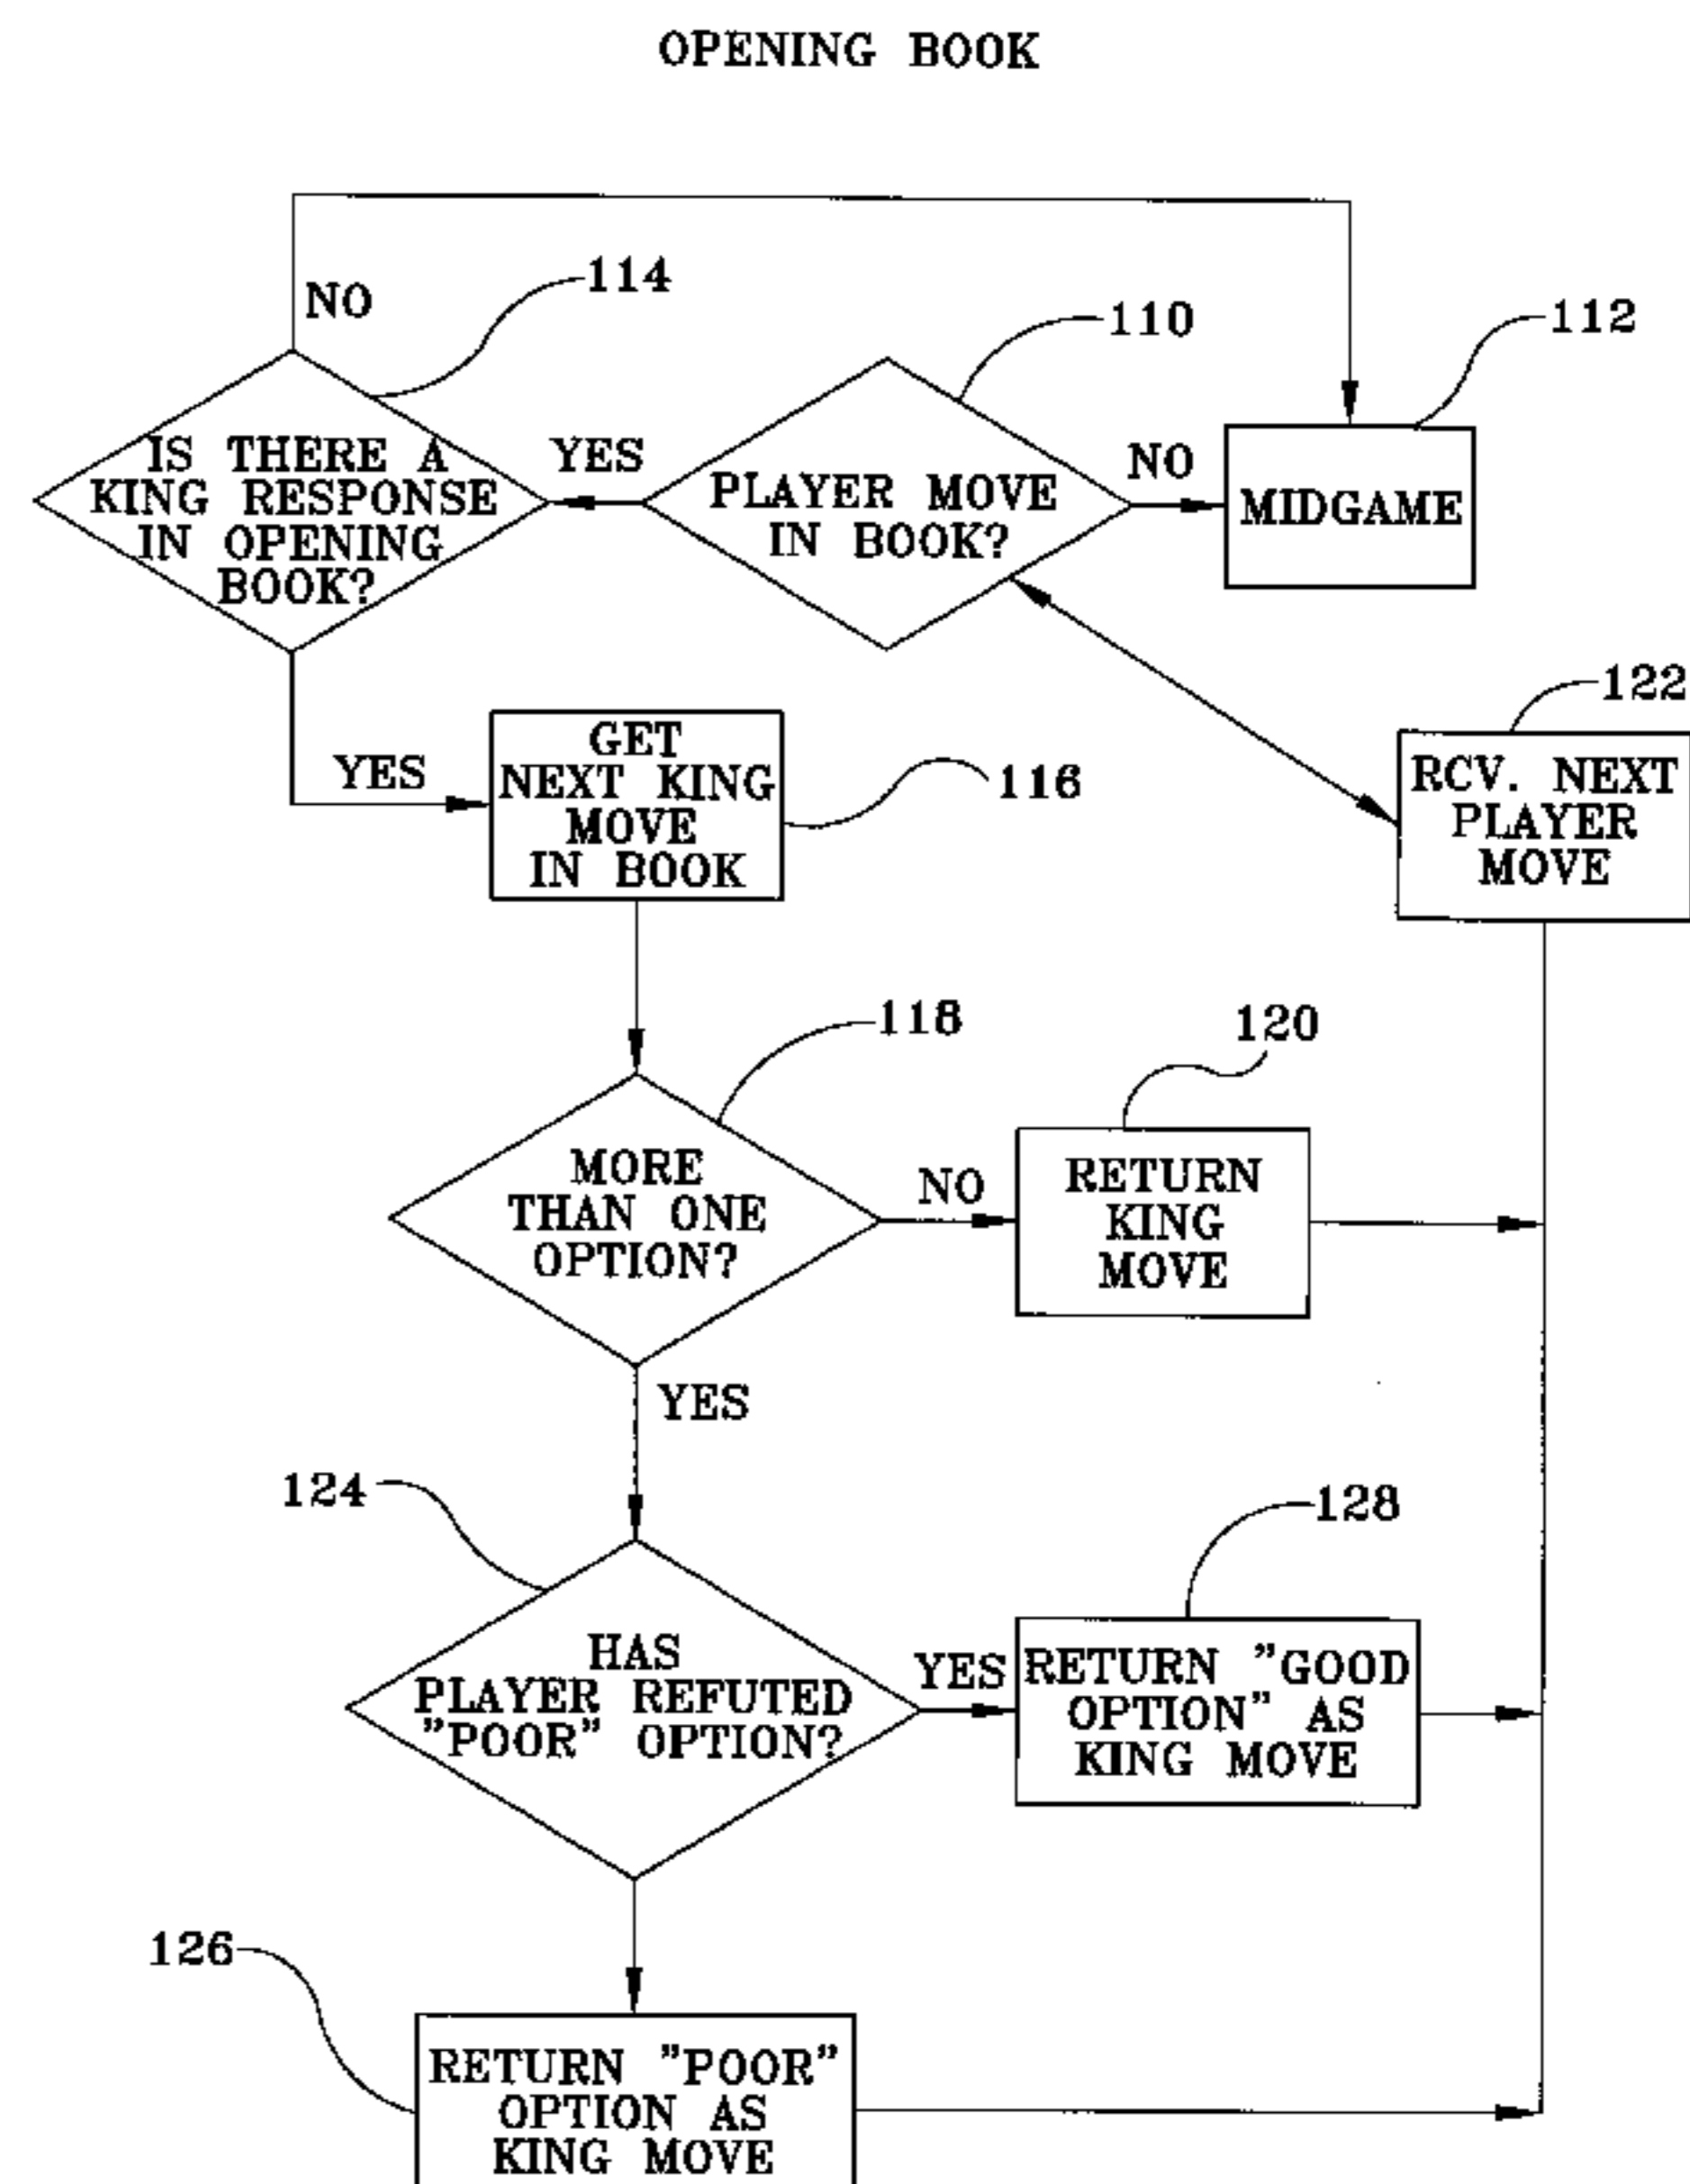 OPENING BOOK
NO
114
110
112
IS THERE A
KING RESPONSE
IN OPENING
BOOK?
YES
PLAYER MOVE
IN BOOK?
NO
MIDGAME
122
GET
NEXT KING
MOVE
IN BOOK
YES
116
RCV. NEXT
PLAYER
MOVE
118
120
MORE
THAN ONE
OPTION?
NO
RETURN
KING
MOVE
YES
124
128
HAS
PLAYER REFUTED
"POOR" OPTION?
YES
RETURN "GOOD
OPTION" AS
KING MOVE
126
RETURN "POOR"
OPTION AS
KING MOVE